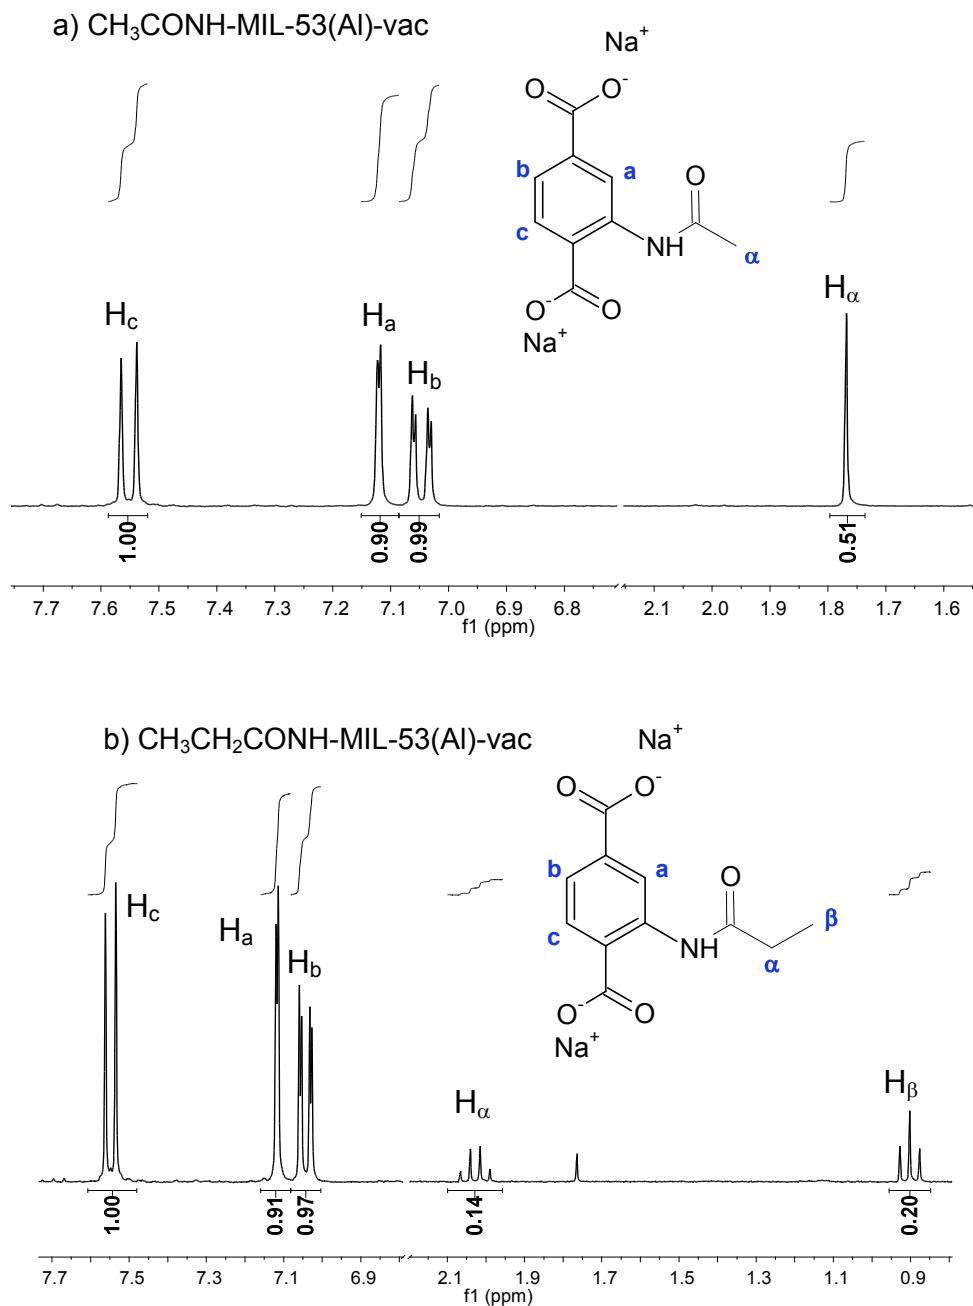 a) CH₃CONH-MIL-53(Al)-vac
Na⁺
O O⁻
b a O
c NH α
O⁻ O
Na⁺
Hc Ha Hb Hα
1.00 0.90 0.99 0.51
7.7 7.6 7.5 7.4 7.3 7.2 7.1 7.0 6.9 6.8 2.1 2.0 1.9 1.8 1.7 1.6
f1 (ppm)
b) CH₃CH₂CONH-MIL-53(Al)-vac Na⁺
O O⁻
b a O
c NH α β
O⁻ O
Na⁺
Hc Ha Hb Hα Hβ
1.00 0.91 0.97 0.14 0.20
7.7 7.5 7.3 7.1 6.9 2.1 1.9 1.7 1.5 1.3 1.1 0.9
f1 (ppm)